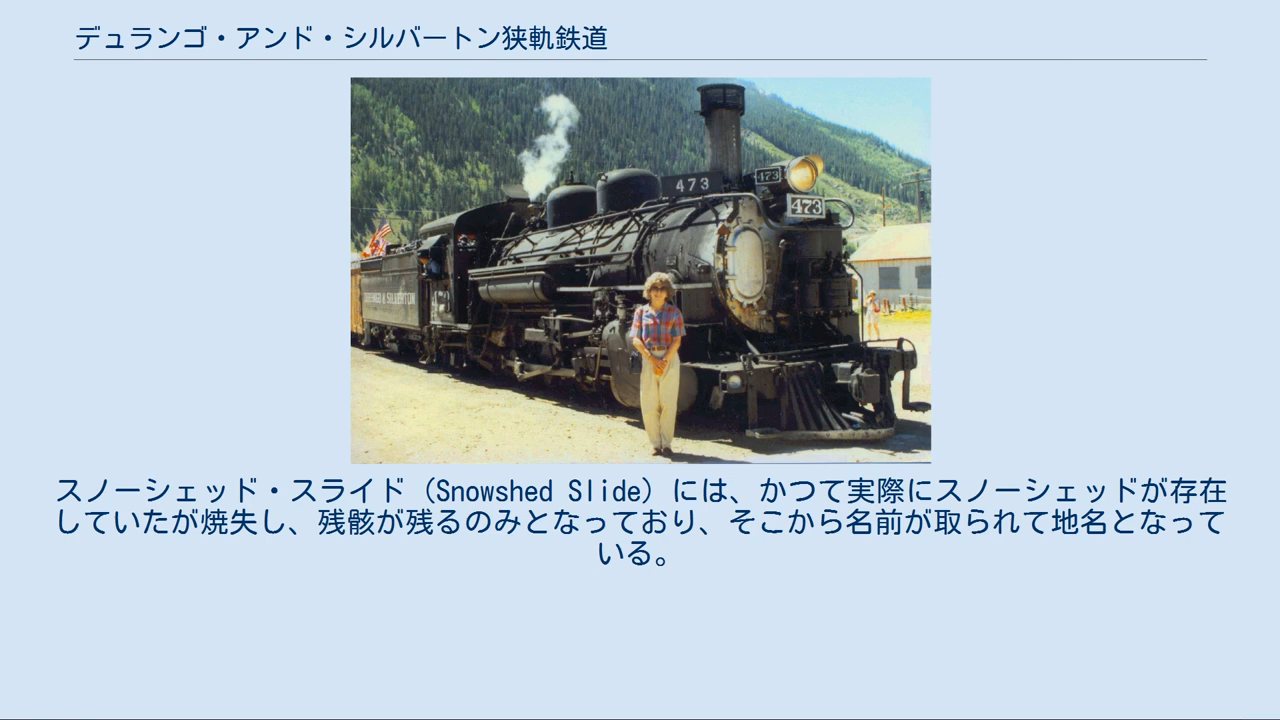 デュランゴ・アンド・シルバートン狭軌鉄道
473
473
473
& SILVERTON
スノーシェッド・スライド（Snowshed Slide）には、かつて実際にスノーシェッドが存在
していたが焼失し、残骸が残るのみとなっており、そこから名前が取られて地名となって
いる。